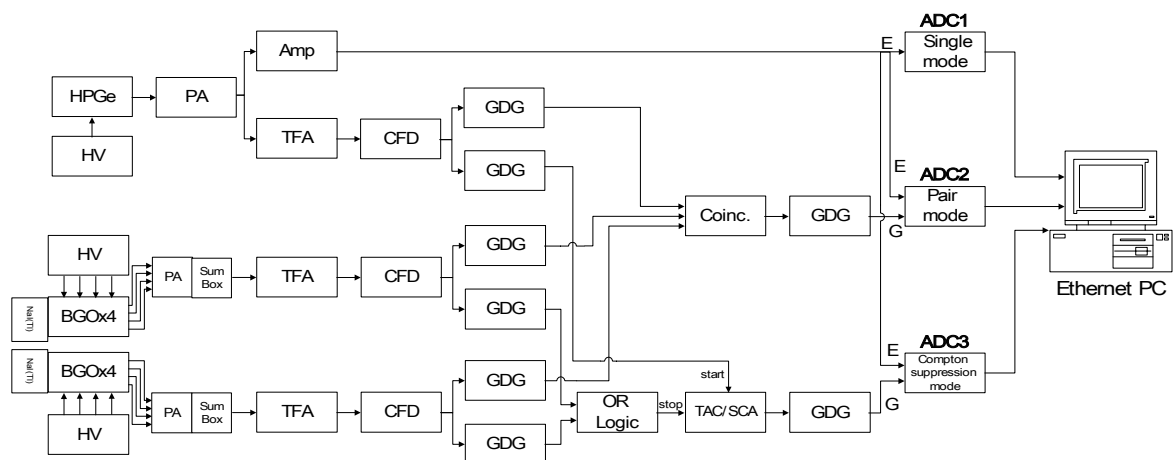 ADC1
Amp
E
Single
mode
HPGe
PA
GDG
TFA
CFD
HV
GDG
E
ADC2
Pair
mode
Coinc.
GDG
G
Ethernet PC
HV
GDG
PA
Sum
Box
TFA
CFD
NaI(Tl)
BGOx4
GDG
ADC3
E
Compton
suppression
mode
NaI(Tl)
BGOx4
GDG
start
G
PA
Sum
Box
TFA
CFD
OR
Logic
stop
TAC/SCA
GDG
HV
GDG